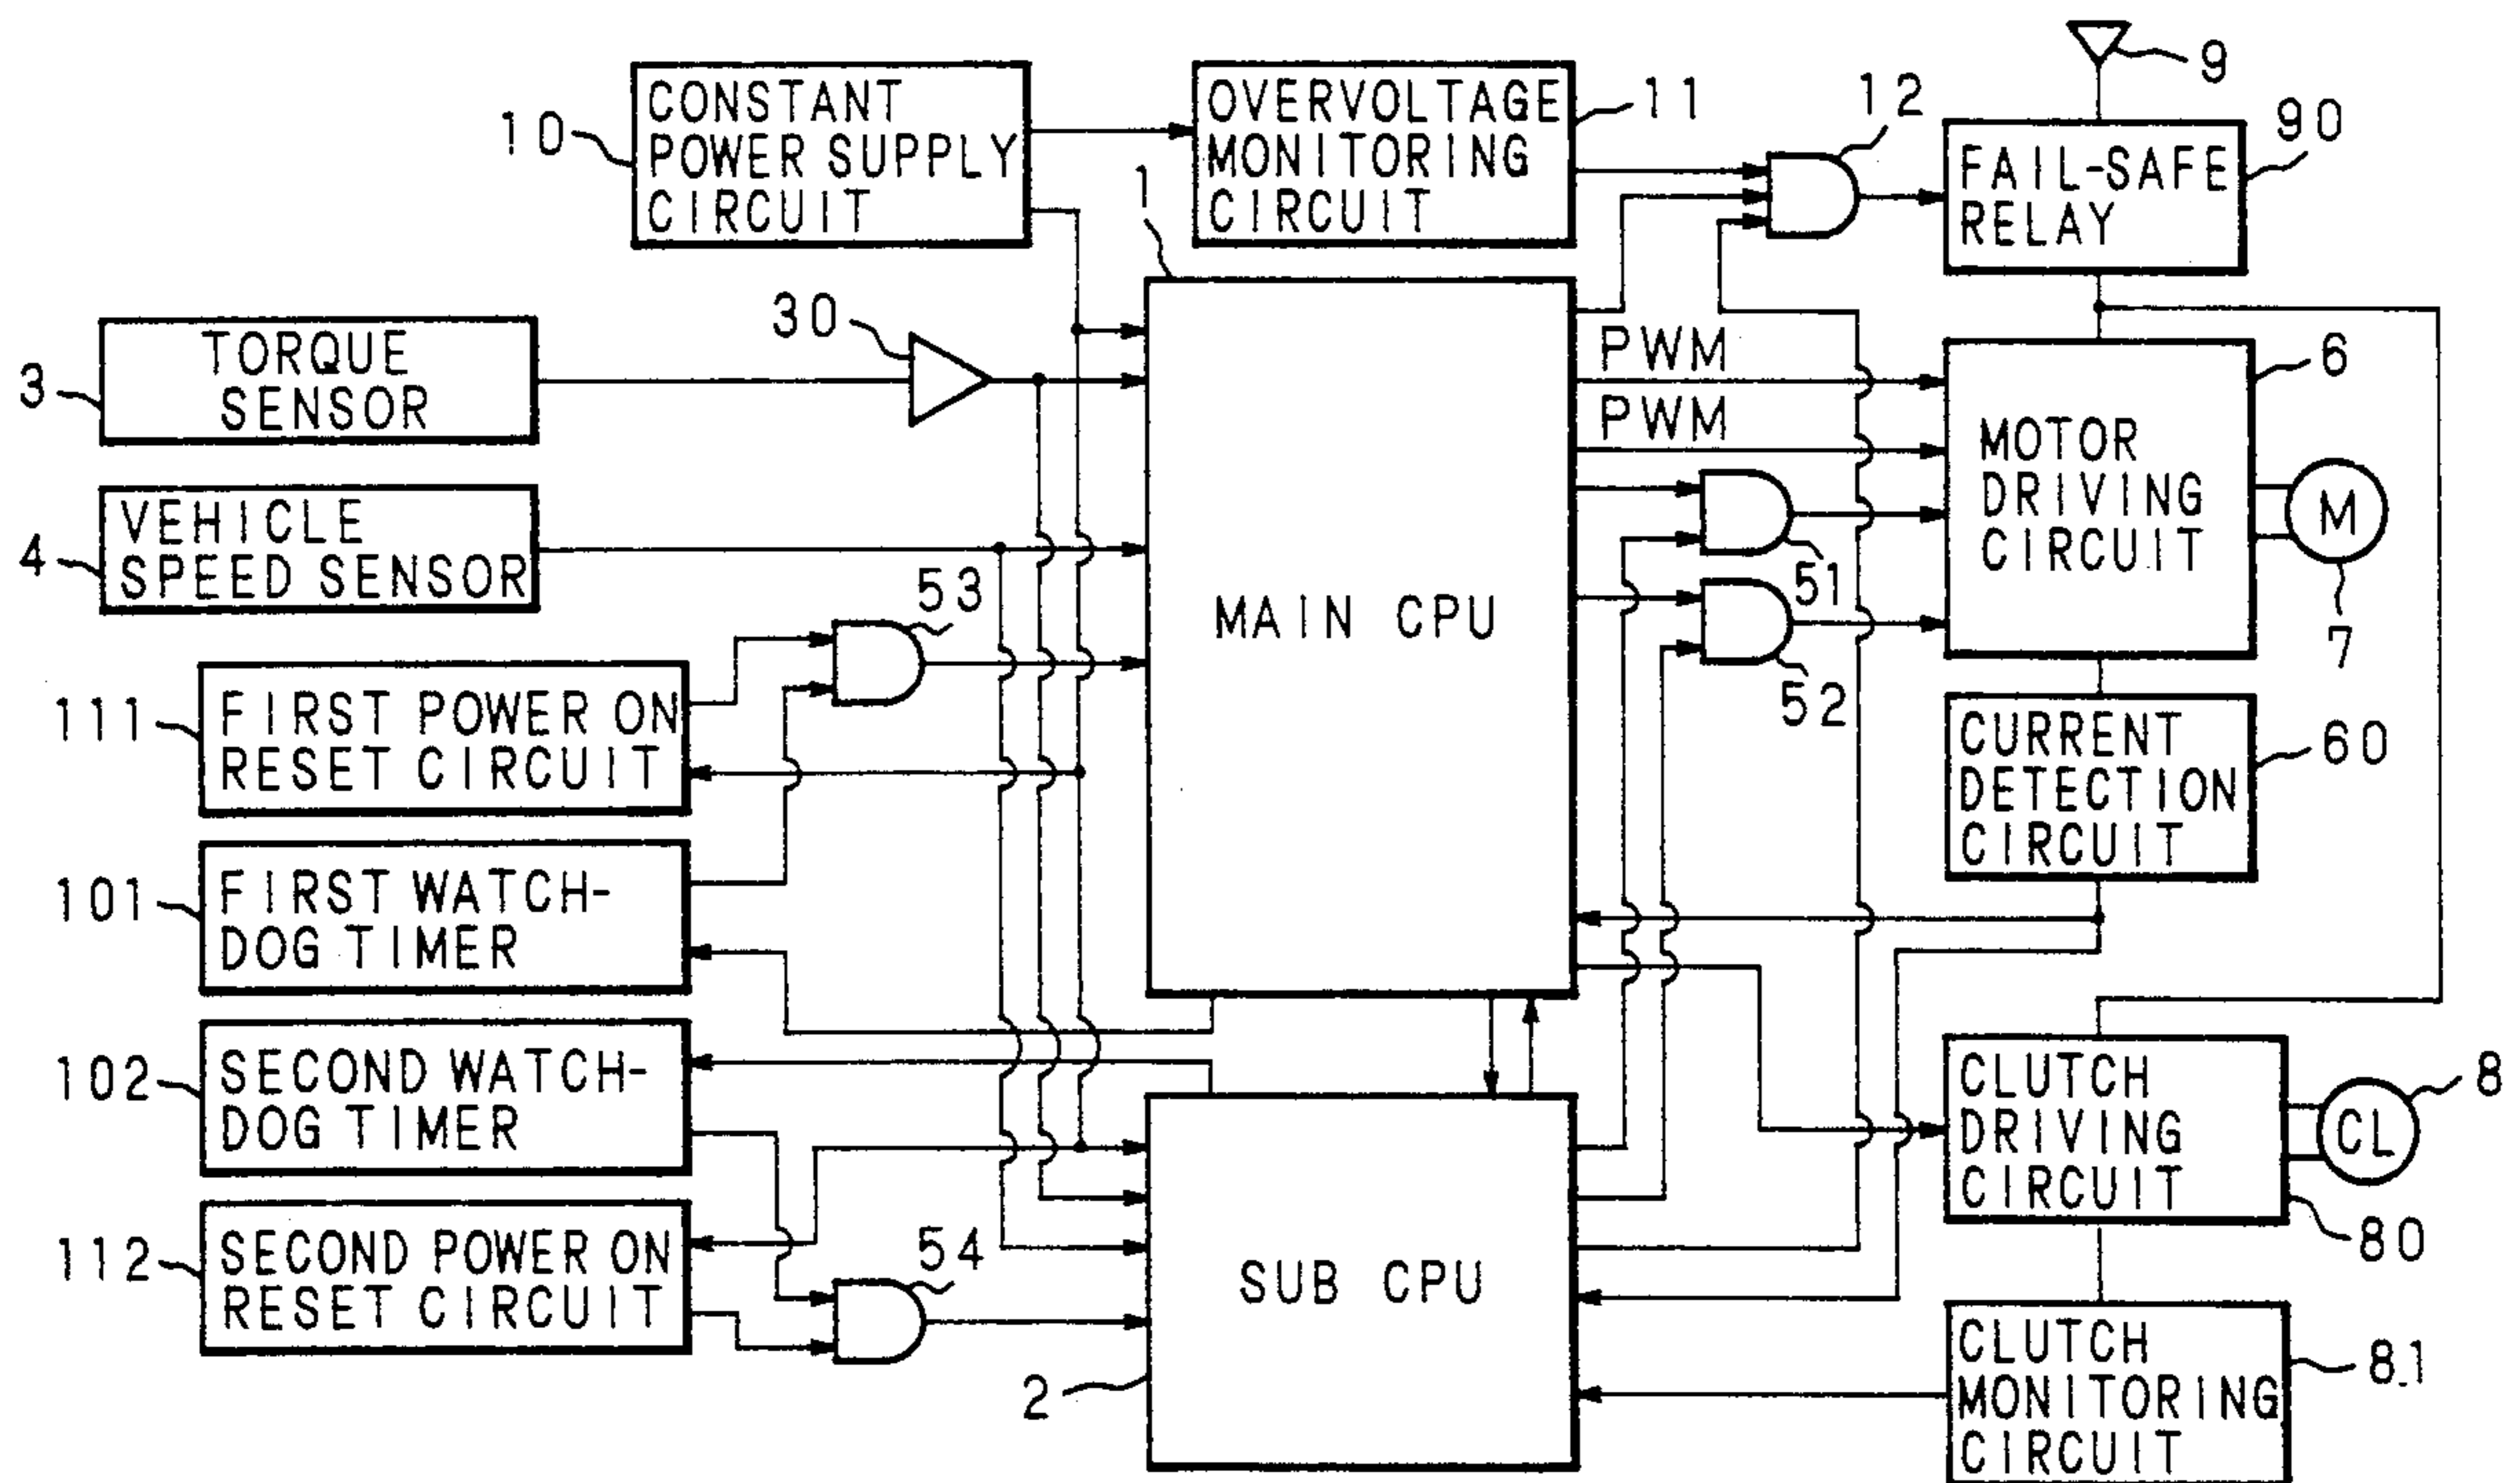 9
10
CONSTANT
POWER SUPPLY
CIRCUIT
OVERVOLTAGE
MONITORING
CIRCUIT
11
12
FAIL-SAFE
RELAY
90
1
3
TORQUE
SENSOR
30
PWM
PWM
MOTOR
DRIVING
CIRCUIT
6
M
7
4
VEHICLE
SPEED SENSOR
53
MAIN CPU
51
52
111
FIRST POWER ON
RESET CIRCUIT
CURRENT
DETECTION
CIRCUIT
60
101
FIRST WATCH-
DOG TIMER
102
SECOND WATCH-
DOG TIMER
CLUTCH
DRIVING
CIRCUIT
CL
8
80
112
SECOND POWER ON
RESET CIRCUIT
54
SUB CPU
2
CLUTCH
MONITORING
CIRCUIT
81